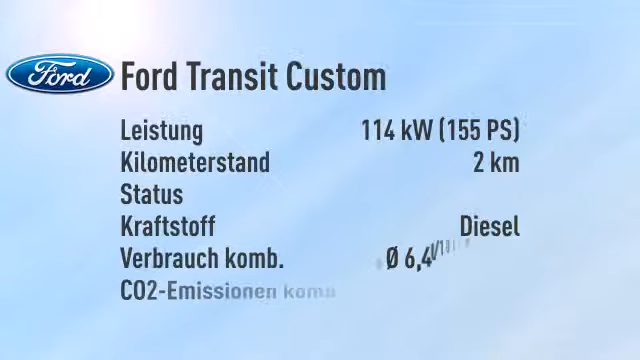 Ford
Ford Transit Custom
Leistung 114 kW (155 PS)
Kilometerstand 2 km
Status
Kraftstoff Diesel
Verbrauch komb. Ø 6,4
CO2-Emissionen